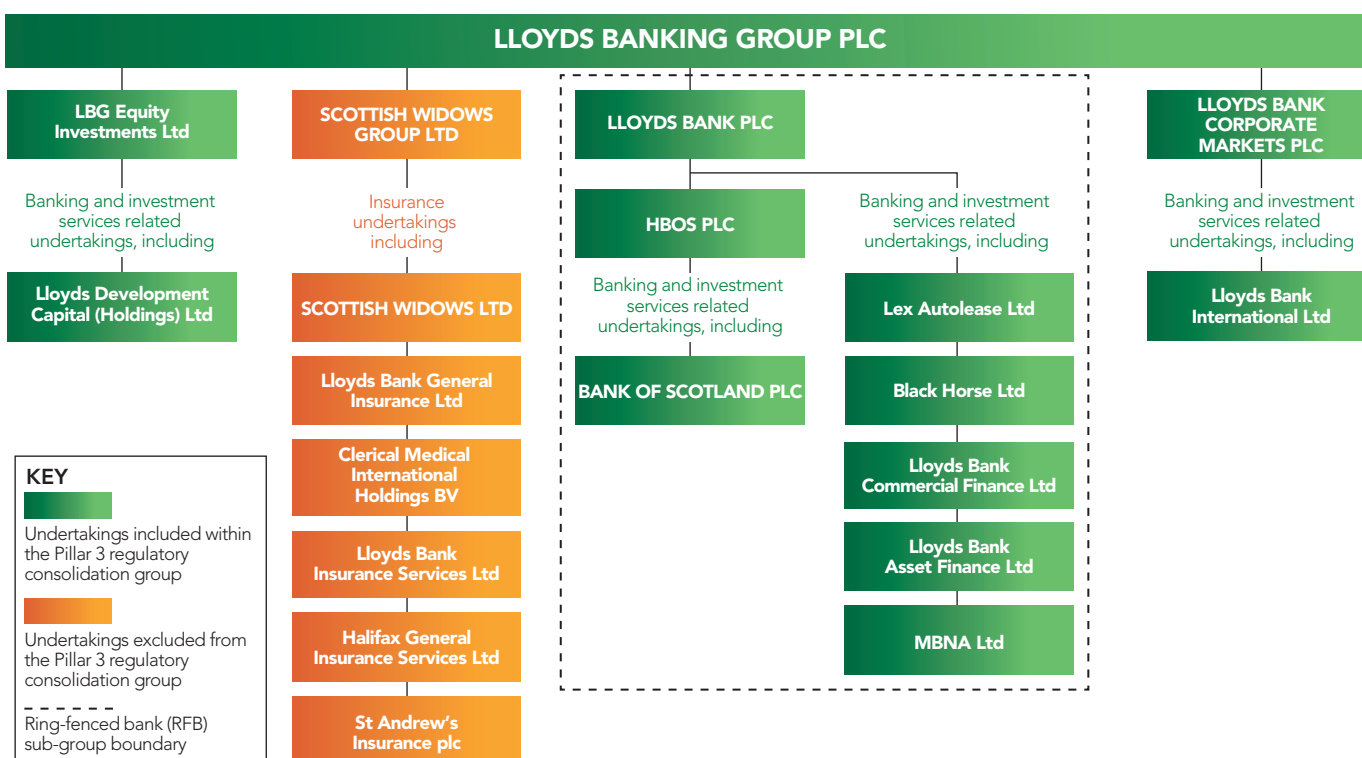 LLOYDS BANKING GROUP PLC
LBG Equity
Investments Ltd
Banking and investment
services related
undertakings, including
Lloyds Development
Capital (Holdings) Ltd
SCOTTISH WIDOWS
GROUP LTD
Insurance
undertakings
including
SCOTTISH WIDOWS LTD
Lloyds Bank General
Insurance Ltd
Clerical Medical
International
Holdings BV
Lloyds Bank
Insurance Services Ltd
Halifax General
Insurance Services Ltd
St Andrew’s
Insurance plc
LLOYDS BANK PLC
HBOS PLC
Banking and investment
services related
undertakings, including
BANK OF SCOTLAND PLC
Banking and investment
services related
undertakings, including
Lex Autolease Ltd
Black Horse Ltd
Lloyds Bank
Commercial Finance Ltd
Lloyds Bank
Asset Finance Ltd
MBNA Ltd
LLOYDS BANK
CORPORATE
MARKETS PLC
Banking and investment
services related
undertakings, including
Lloyds Bank
International Ltd
KEY
Undertakings included within
the Pillar 3 regulatory
consolidation group
Undertakings excluded from
the Pillar 3 regulatory
consolidation group
Ring-fenced bank (RFB)
sub-group boundary